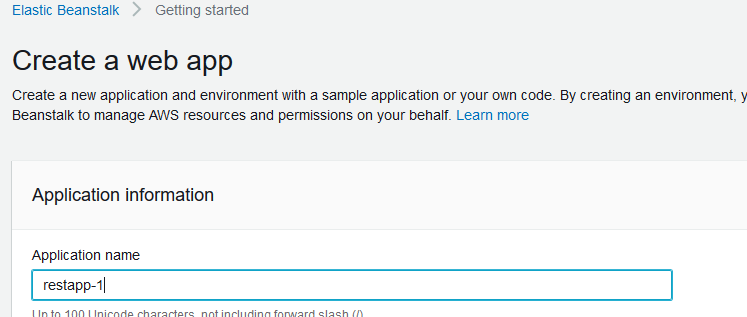 Elastic Beanstalk > Getting started
Create a web app
Create a new application and environment with a sample application or your own code. By creating an environment, y
Beanstalk to manage AWS resources and permissions on your behalf. Learn more
Application information
Application name
restapp-1
Up to 100 Unicode characters, not including forward slash (/).